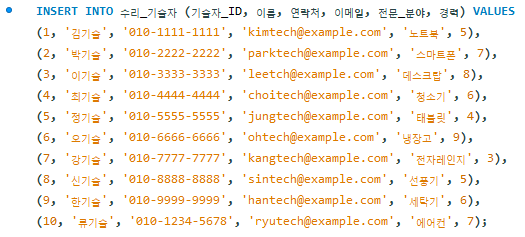 INSERT INTO 수리_기술자 (기술자_ID, 이름, 연락처, 이메일, 전문_분야, 경력) VALUES
(1, '김기술', '010-1111-1111', 'kimtech@example.com', '노트북', 5),
(2, '박기술', '010-2222-2222', 'parktech@example.com', '스마트폰', 7),
(3, '이기술', '010-3333-3333', 'leetch@example.com', '데스크탑', 8),
(4, '최기술', '010-4444-4444', 'choitech@example.com', '청소기', 6),
(5, '정기술', '010-5555-5555', 'jungtech@example.com', '태블릿', 4),
(6, '오기술', '010-6666-6666', 'ohtech@example.com', '냉장고', 9),
(7, '강기술', '010-7777-7777', 'kangtech@example.com', '전자레인지', 3),
(8, '신기술', '010-8888-8888', 'sintech@example.com', '선풍기', 5),
(9, '한기술', '010-9999-9999', 'hantech@example.com', '세탁기', 6),
(10, '류기술', '010-1234-5678', 'ryutech@example.com', '에어컨', 7);